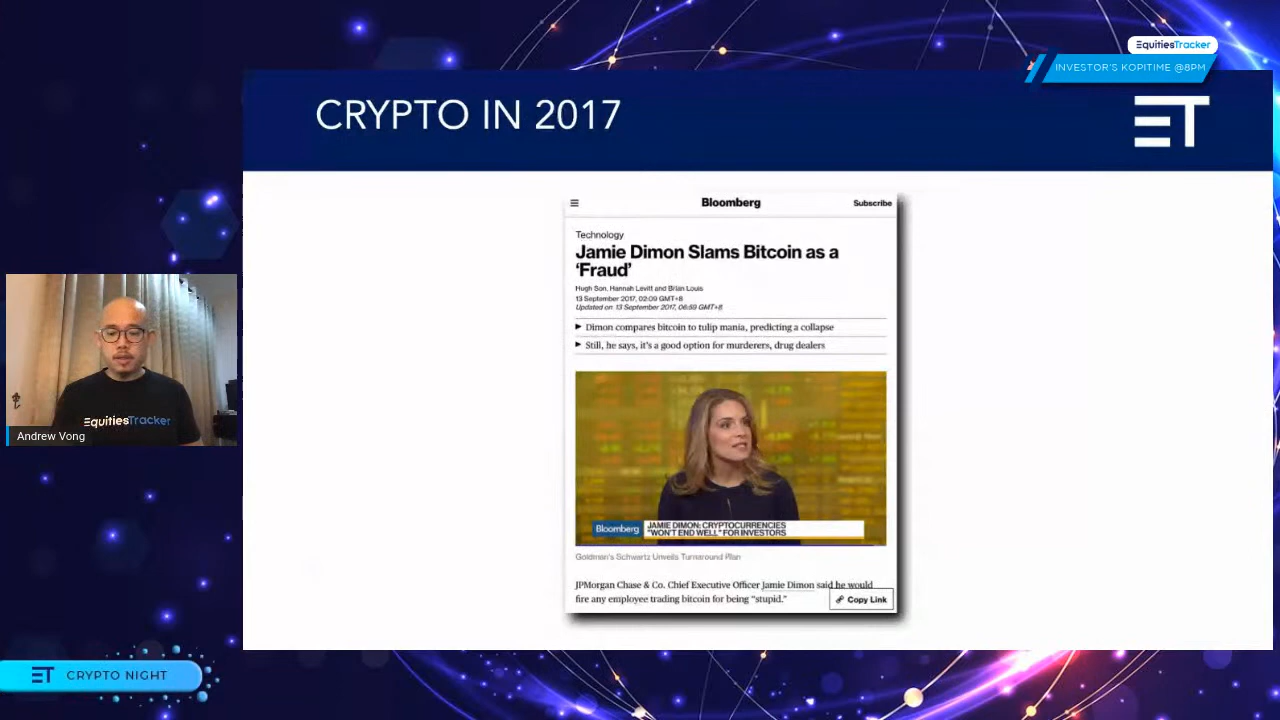 EquitiesTracker
INVESTOR'S KOPITIME @8PM
CRYPTO IN 2017
ET
Bloomberg
Subscribe
Technology
Jamie Dimon Slams Bitcoin as a
'Fraud'
Hugh Son, Hannah Levitt and Brian Louis
13 September 2017, 02:09 GMT+8
Updated on 13 September 2017, 06:59 GMT+8
▶ Dimon compares bitcoin to tulip mania, predicting a collapse
▶ Still, he says, it's a good option for murderers, drug dealers
Bloomberg
JAMIE DIMON: CRYPTOCURRENCIES
"WON'T END WELL" FOR INVESTORS
Goldman's Schwartz Unveils Turnaround Plan
JPMorgan Chase & Co. Chief Executive Officer Jamie Dimon said he would
fire any employee trading bitcoin for being "stupid."
Copy Link
EquitiesTracker
Andrew Vong
ET CRYPTO NIGHT